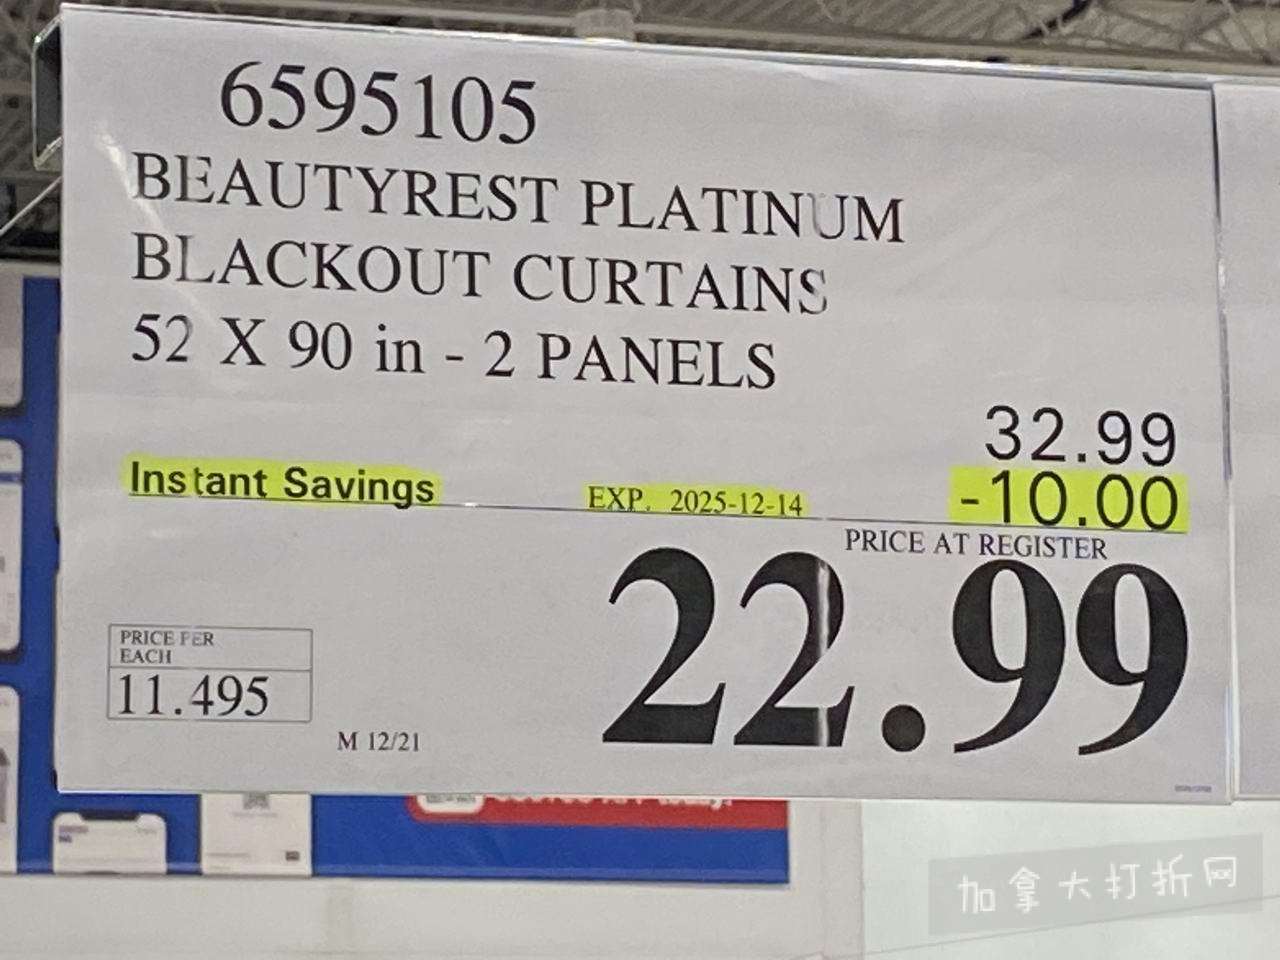 6595105
BEAUTYREST PLATINUM
BLACKOUT CURTAINS
52 X 90 in - 2 PANELS
32.99
Instant Savings EXP. 2025-12-14 -10.00
PRICE AT REGISTER
22.99
PRICE PER
EACH
11.495
M 12/21
加拿大打折网